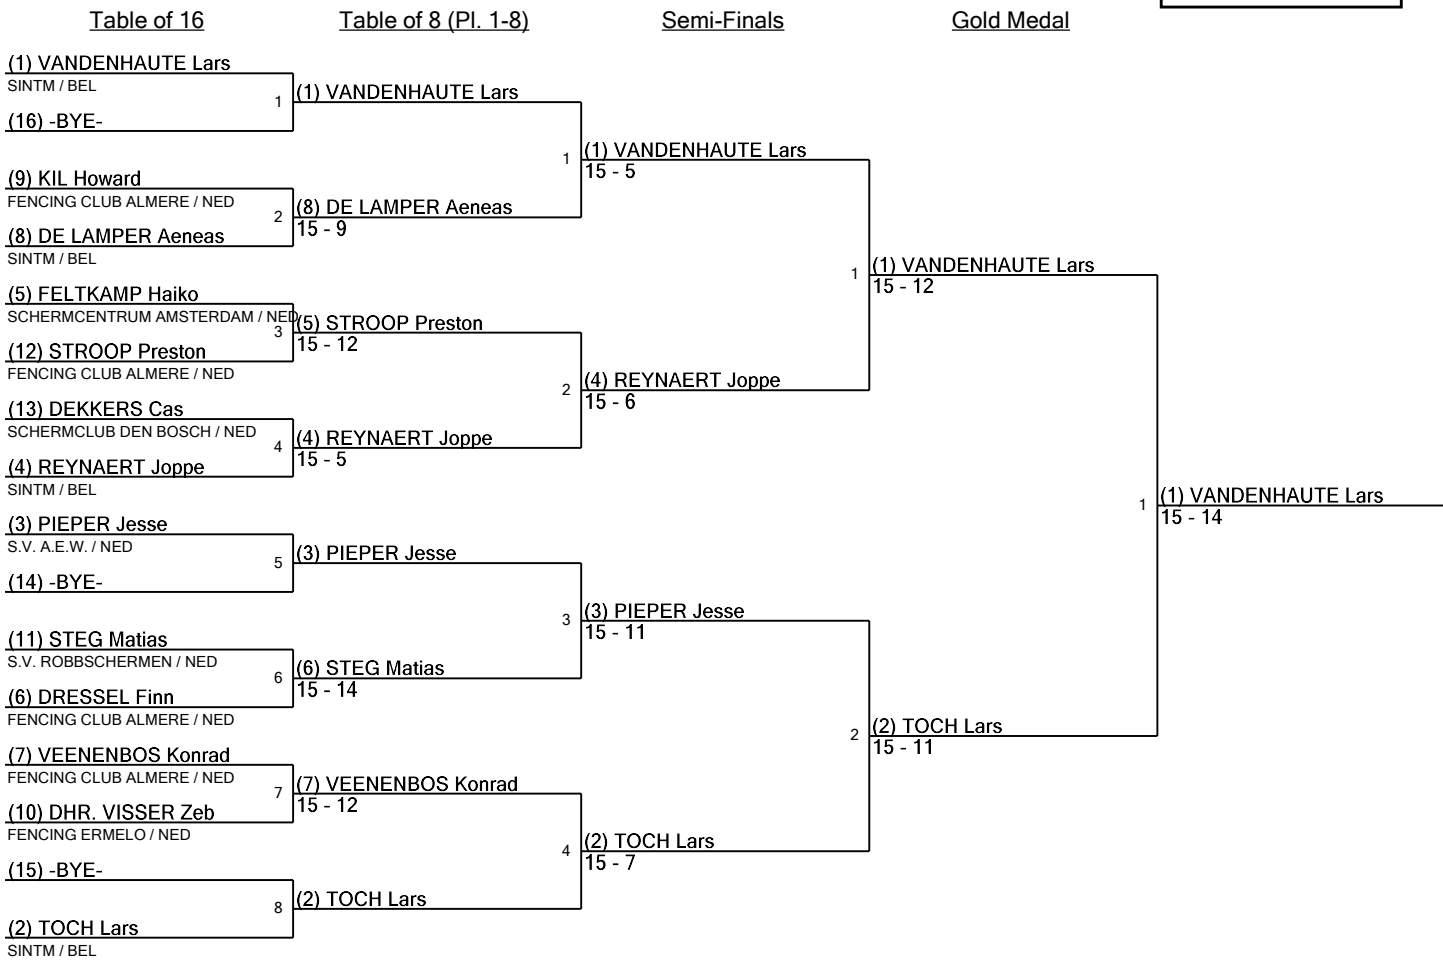 Table of 16
Table of 8 (Pl. 1-8)
Semi-Finals
Gold Medal
(1) VANDENHAUTE Lars
SINTM / BEL
1
(16) -BYE-
(9) KIL Howard
FENCING CLUB ALMERE / NED
2
(8) DE LAMPER Aeneas
SINTM / BEL
(5) FELTKAMP Haiko
SCHERMCENTRUM AMSTERDAM / NED
3
(12) STROOP Preston
FENCING CLUB ALMERE / NED
(13) DEKKERS Cas
SCHERMCLUB DEN BOSCH / NED
4
(4) REYNAERT Joppe
SINTM / BEL
(3) PIEPER Jesse
S.V. A.E.W. / NED
5
(14) -BYE-
(11) STEG Matias
S.V. ROBBSCHERMEN / NED
6
(6) DRESSEL Finn
FENCING CLUB ALMERE / NED
(7) VEENENBOS Konrad
FENCING CLUB ALMERE / NED
7
(10) DHR. VISSER Zeb
FENCING ERMELO / NED
(15) -BYE-
8
(2) TOCH Lars
SINTM / BEL
(1) VANDENHAUTE Lars
1
(8) DE LAMPER Aeneas
15 - 9
(5) STROOP Preston
15 - 12
2
(4) REYNAERT Joppe
15 - 5
(3) PIEPER Jesse
3
(6) STEG Matias
15 - 14
(7) VEENENBOS Konrad
15 - 12
4
(2) TOCH Lars
(1) VANDENHAUTE Lars
15 - 5
1
(4) REYNAERT Joppe
15 - 6
(3) PIEPER Jesse
15 - 11
2
(2) TOCH Lars
15 - 7
(1) VANDENHAUTE Lars
15 - 12
1
(2) TOCH Lars
15 - 11
(1) VANDENHAUTE Lars
15 - 14